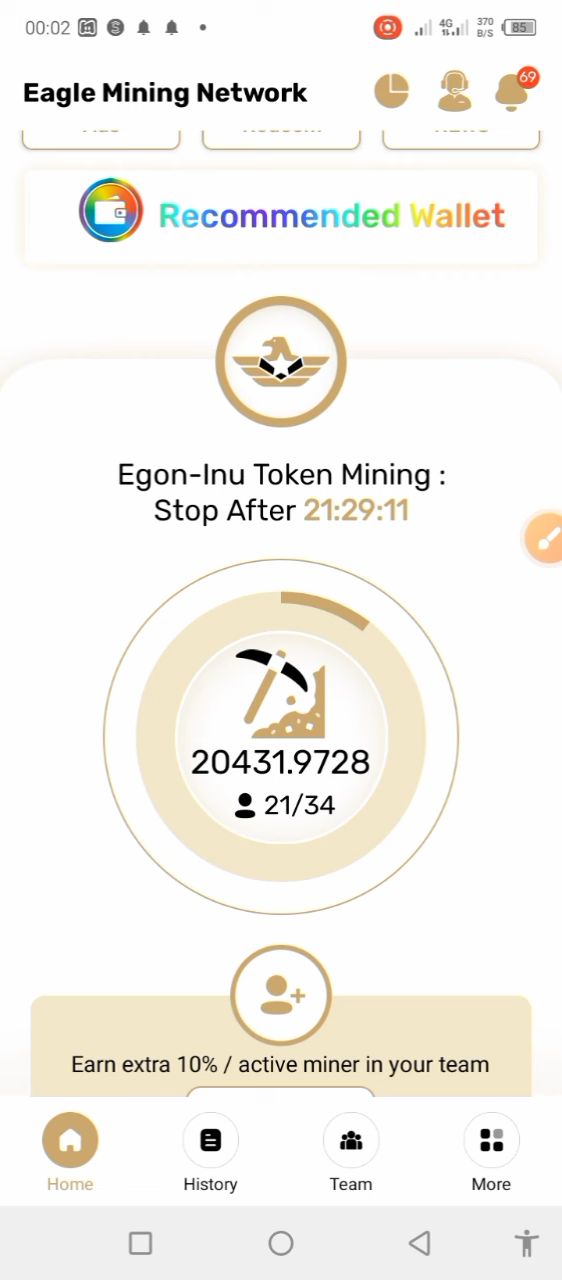 00:02
4G
370
B/S
85
Eagle Mining Network
69
Recommended Wallet
Egon-Inu Token Mining :
Stop After 21:29:11
20431.9728
21/34
Earn extra 10% / active miner in your team
Home
History
Team
More